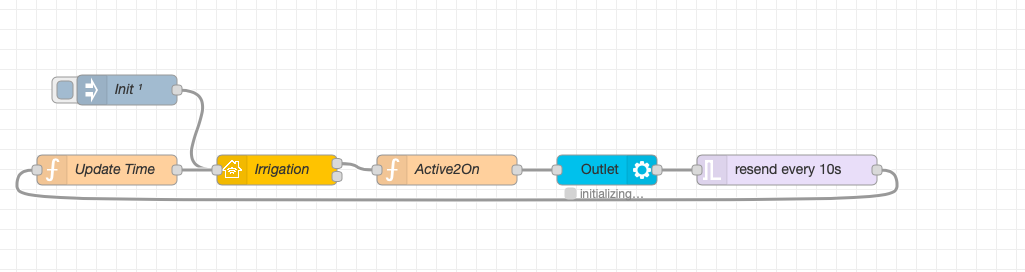 Init ¹
Update Time
Irrigation
Active2On
Outlet
resend every 10s
initializing...